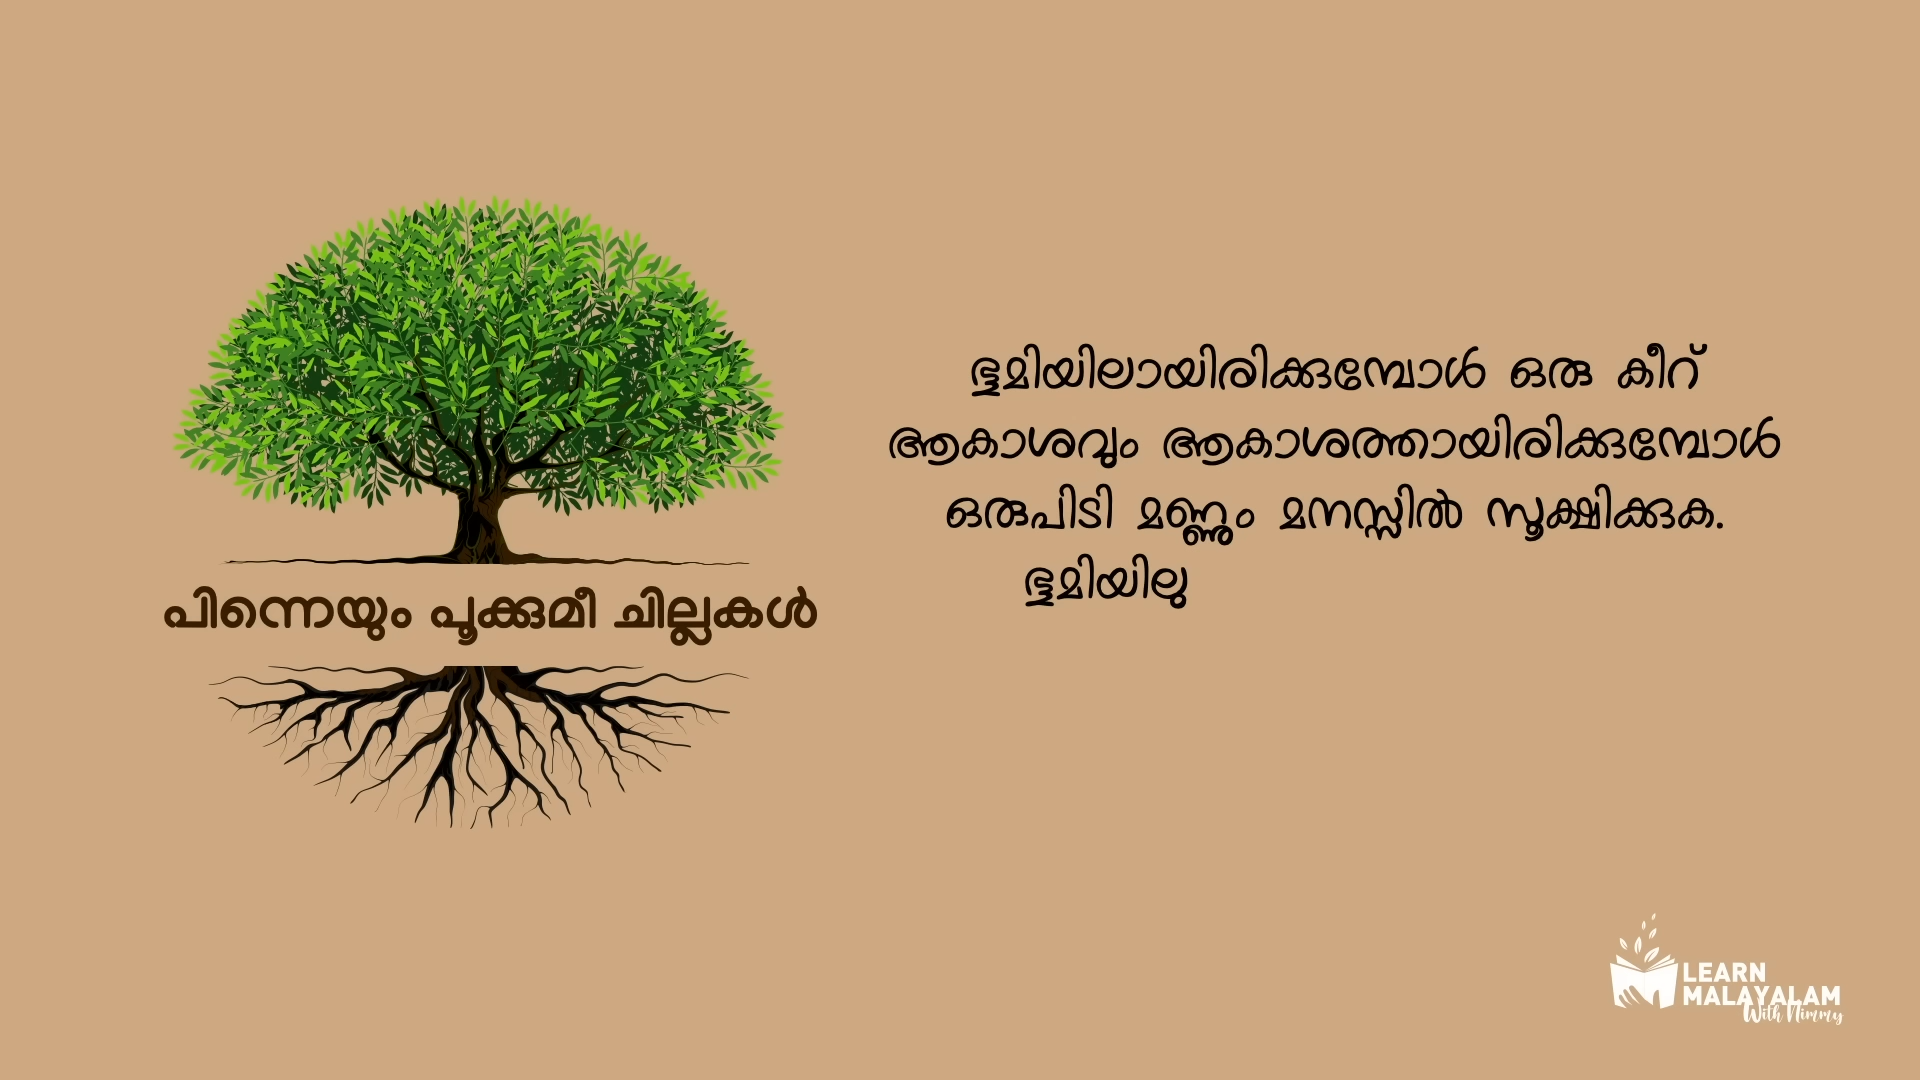 ഭൂമിയിലായിരിക്കുമ്പോൾ ഒരു കീറ്
ആകാശവും ആകാശത്തായിരിക്കുമ്പോൾ
ഒരുപിടി മണ്ണും മനസ്സിൽ സൂക്ഷിക്കുക.
ഭൂമിയിലു
പിന്നെയും പൂക്കുമീ ചില്ലകൾ
LEARN
MALAYALAM
With Nimmy